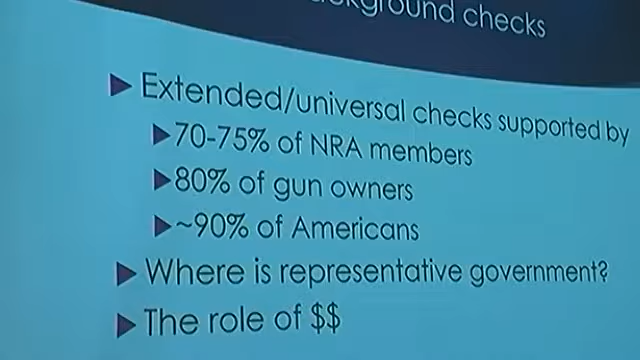 background checks
Extended/universal checks supported by
70-75% of NRA members
80% of gun owners
~90% of Americans
Where is representative government?
The role of $$